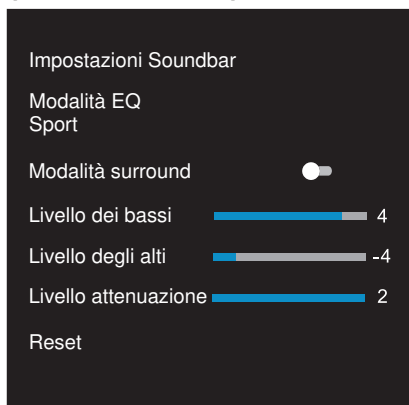 Impostazioni Soundbar
Modalità EQ
Sport
Modalità surround
Livello dei bassi 4
Livello degli alti -4
Livello attenuazione 2
Reset